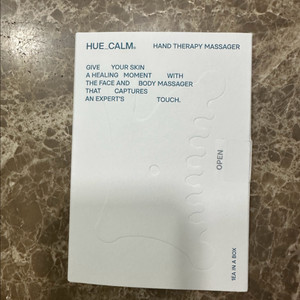 HUE_CALM. HAND THERAPY MASSAGER
GIVE YOUR SKIN
A HEALING MOMENT WITH
THE FACE AND BODY MASSAGER
THAT CAPTURES
AN EXPERT'S TOUCH.
OPEN
1EA IN A BOX